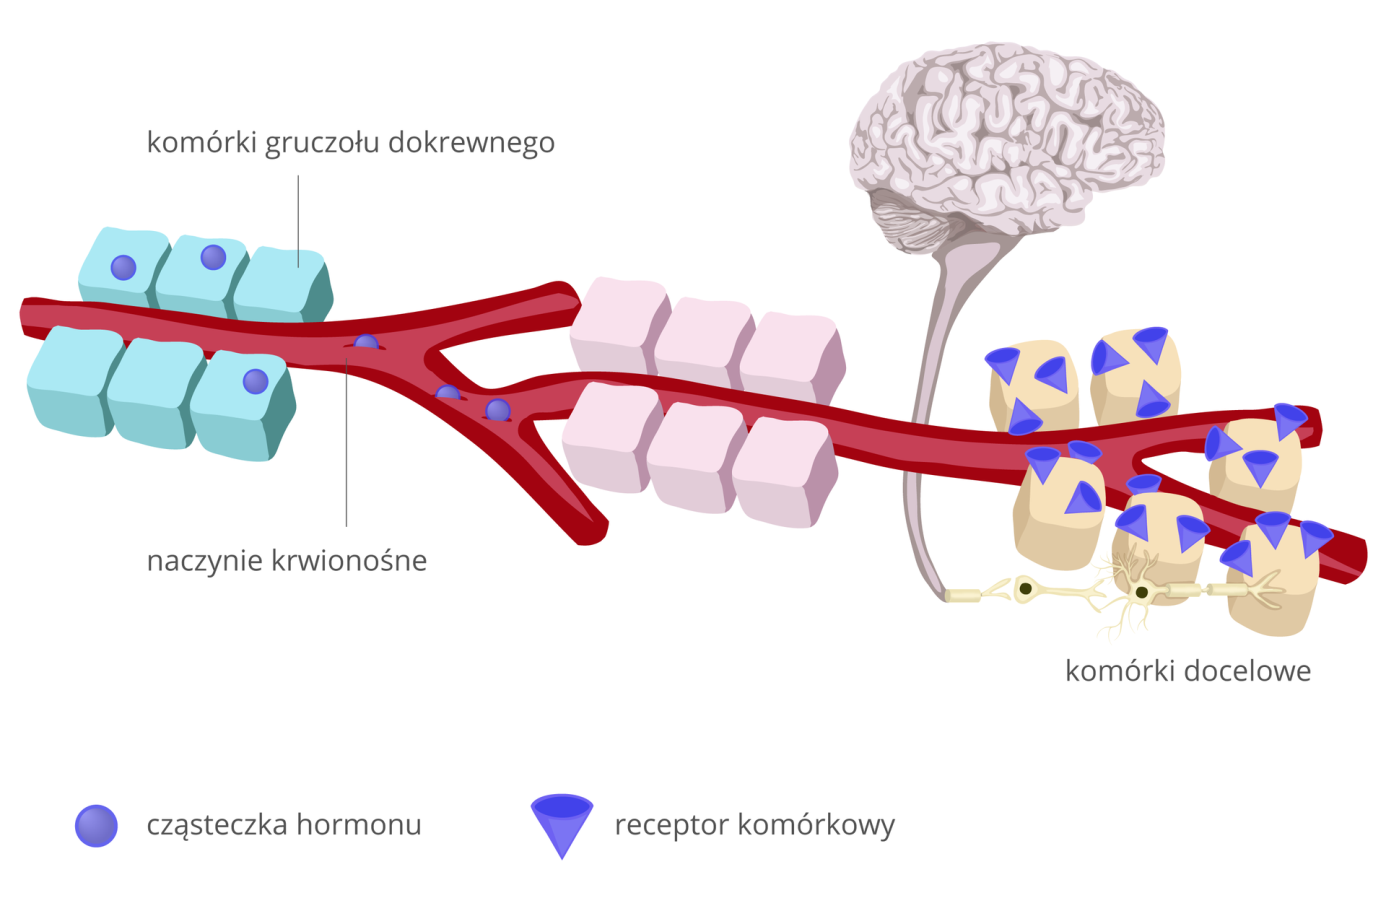 komórki gruczołu dokrewnego
naczynie krwionośne
komórki docelowe
cząsteczka hormonu
receptor komórkowy